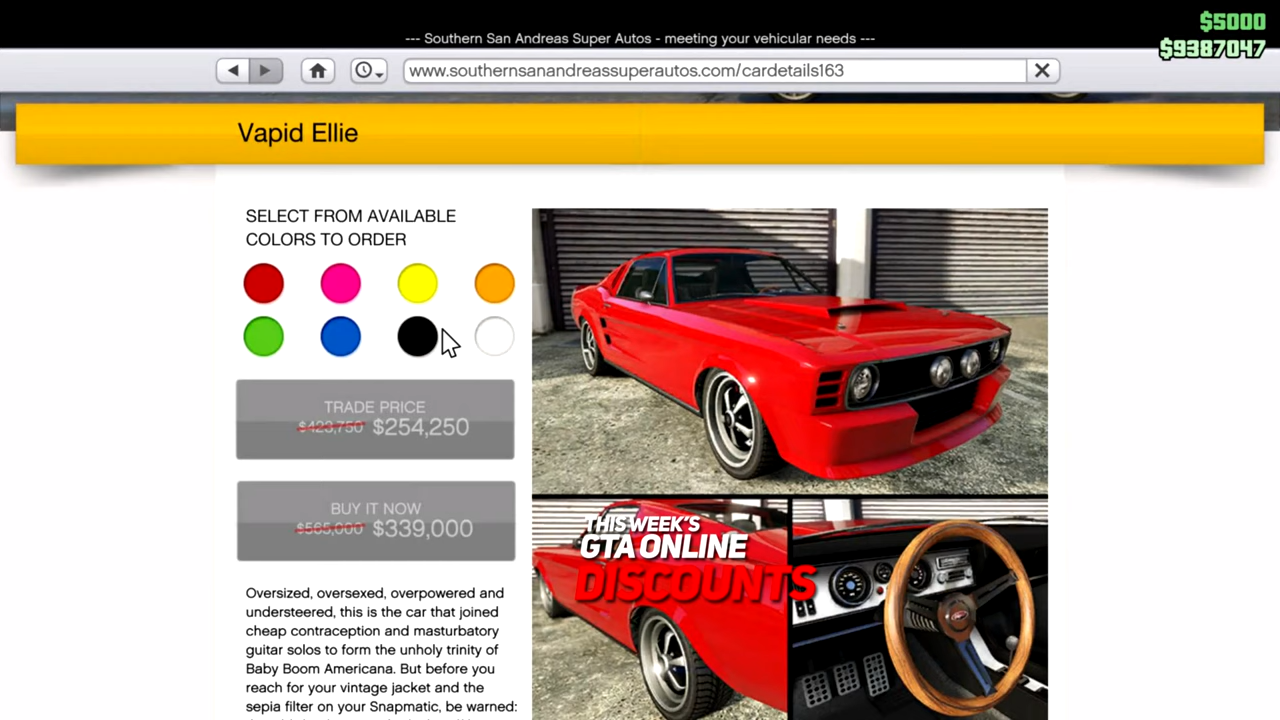 $5000
--- Southern San Andreas Super Autos - meeting your vehicular needs ---
$9387047
www.southernsanandreassuperautos.com/cardetails163
Vapid Ellie
SELECT FROM AVAILABLE
COLORS TO ORDER
TRADE PRICE
$423,750 $254,250
BUY IT NOW
$565,000 $339,000
THIS WEEK'S
GTA ONLINE
DISCOUNTS
Oversized, oversexed, overpowered and
understeered, this is the car that joined
cheap contraception and masturbatory
guitar solos to form the unholy trinity of
Baby Boom Americana. But before you
reach for your vintage jacket and the
sepia filter on your Snapmatic, be warned: